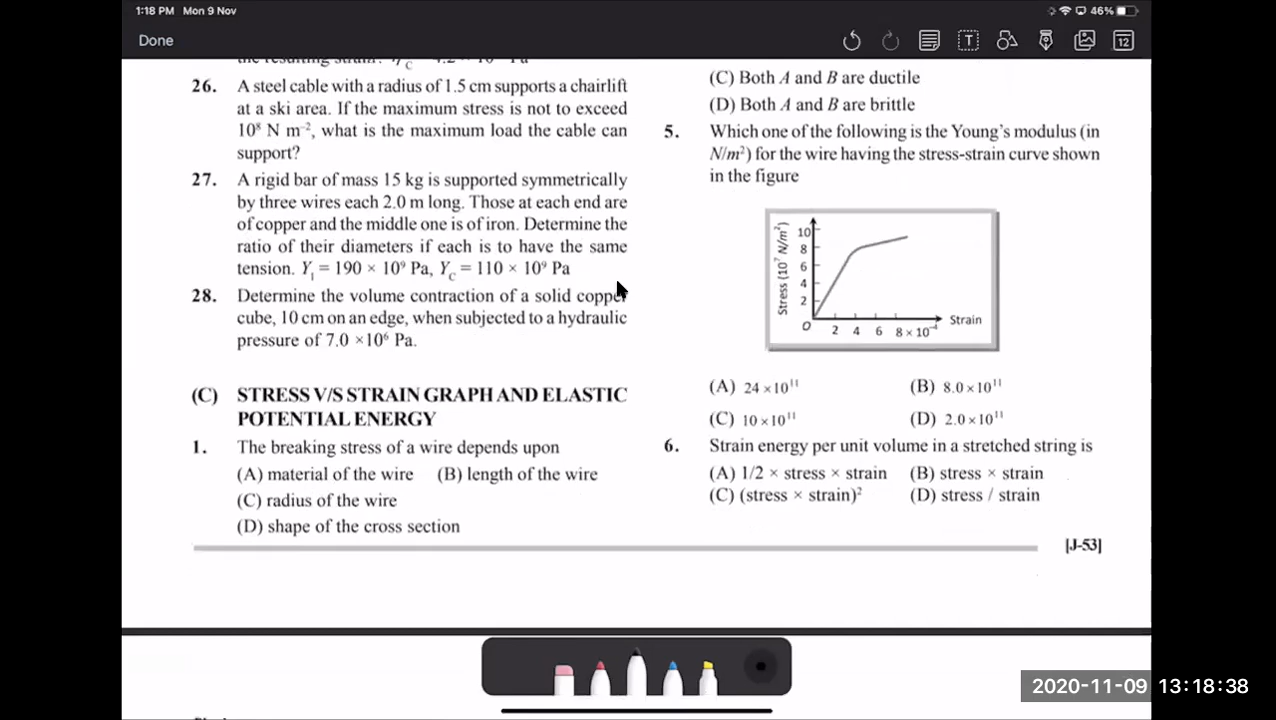 1:18 PM Mon 9 Nov
46%
Done
T
12
26. A steel cable with a radius of 1.5 cm supports a chairlift
at a ski area. If the maximum stress is not to exceed
10⁸ N m⁻², what is the maximum load the cable can
support?
27. A rigid bar of mass 15 kg is supported symmetrically
by three wires each 2.0 m long. Those at each end are
of copper and the middle one is of iron. Determine the
ratio of their diameters if each is to have the same
tension. Yᵢ = 190 × 10⁹ Pa, Y_C = 110 × 10⁹ Pa
28. Determine the volume contraction of a solid copper
cube, 10 cm on an edge, when subjected to a hydraulic
pressure of 7.0 ×10⁶ Pa.
(C) STRESS V/S STRAIN GRAPH AND ELASTIC
POTENTIAL ENERGY
1. The breaking stress of a wire depends upon
(A) material of the wire (B) length of the wire
(C) radius of the wire
(D) shape of the cross section
(C) Both A and B are ductile
(D) Both A and B are brittle
5. Which one of the following is the Young's modulus (in
N/m²) for the wire having the stress-strain curve shown
in the figure
Stress (10⁷ N/m²)
10
8
6
4
2
O
2 4 6 8 × 10⁻⁴
Strain
(A) 24 × 10¹¹ (B) 8.0 × 10¹¹
(C) 10 × 10¹¹ (D) 2.0 × 10¹¹
6. Strain energy per unit volume in a stretched string is
(A) 1/2 × stress × strain (B) stress × strain
(C) (stress × strain)² (D) stress / strain
[J-53]
2020-11-09 13:18:38